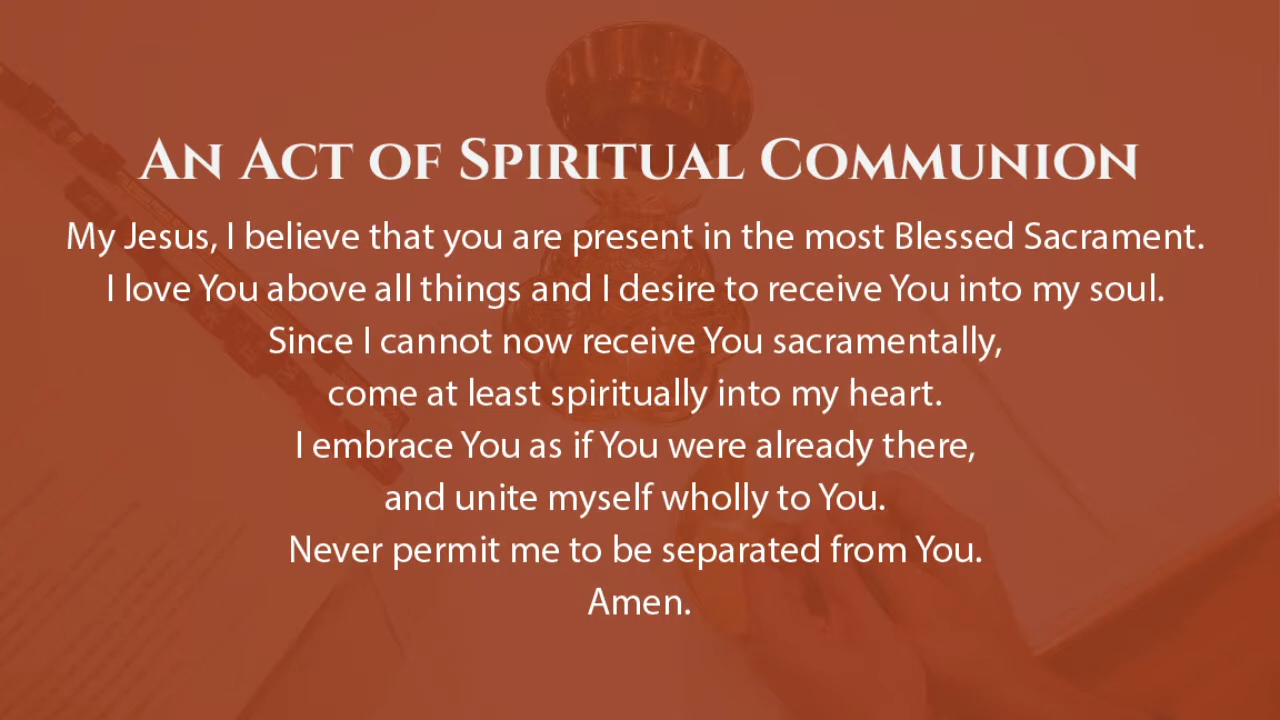 An Act of Spiritual Communion
My Jesus, I believe that you are present in the most Blessed Sacrament.
I love You above all things and I desire to receive You into my soul.
Since I cannot now receive You sacramentally,
come at least spiritually into my heart.
I embrace You as if You were already there,
and unite myself wholly to You.
Never permit me to be separated from You.
Amen.